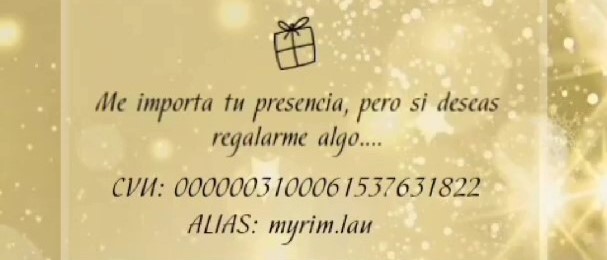 Me importa tu presencia, pero si deseas
regalarme algo....
CVU: 0000003100061537631822
ALIAS: myrim.lau